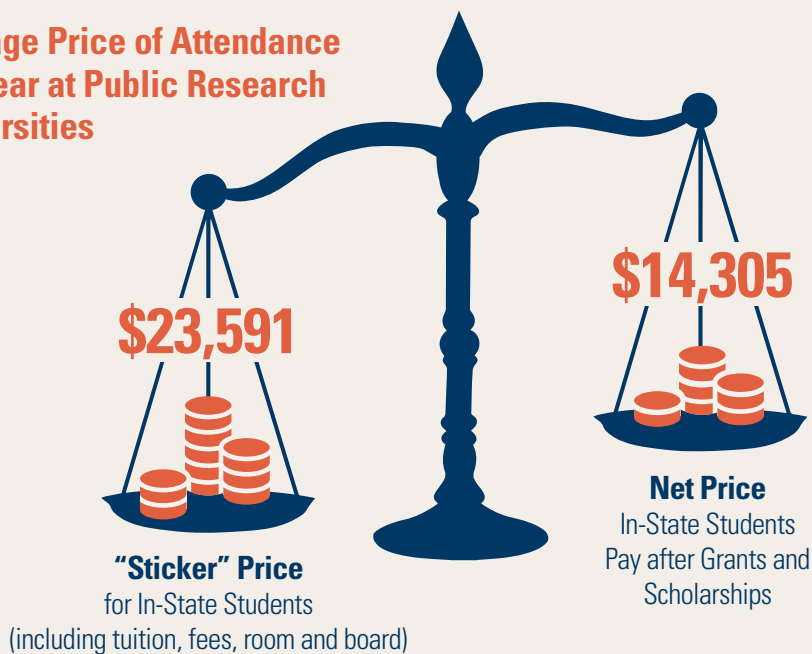 age Price of Attendance
ear at Public Research
rsities
$23,591
$14,305
“Sticker” Price
for In-State Students
(including tuition, fees, room and board)
Net Price
In-State Students
Pay after Grants and
Scholarships